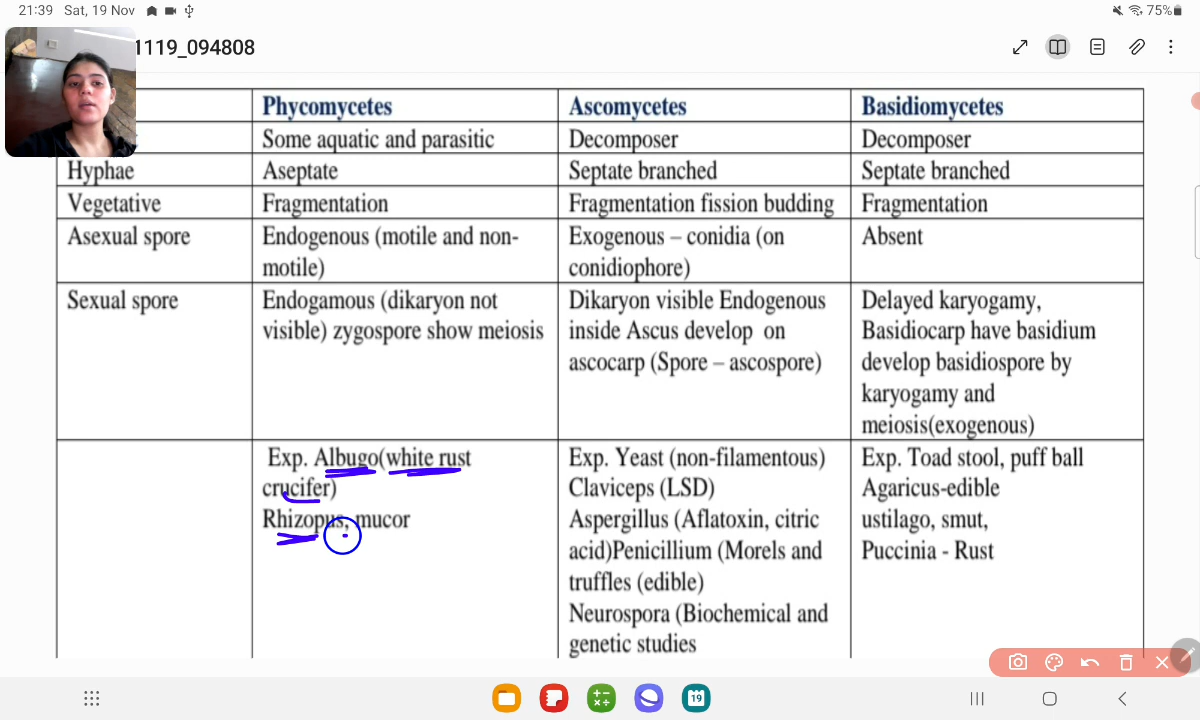 21:39 Sat, 19 Nov 75%
1119_094808
Phycomycetes Ascomycetes Basidiomycetes
Some aquatic and parasitic Decomposer Decomposer
Hyphae Aseptate Septate branched Septate branched
Vegetative Fragmentation Fragmentation fission budding Fragmentation
Asexual spore Endogenous (motile and non- Exogenous – conidia (on Absent
motile) conidiophore)
Sexual spore Endogamous (dikaryon not Dikaryon visible Endogenous Delayed karyogamy,
visible) zygospore show meiosis inside Ascus develop on Basidiocarp have basidium
ascocarp (Spore – ascospore) develop basidiospore by
karyogamy and
meiosis(exogenous)
Exp. Albugo(white rust Exp. Yeast (non-filamentous) Exp. Toad stool, puff ball
crucifer) Claviceps (LSD) Agaricus-edible
Rhizopus, mucor Aspergillus (Aflatoxin, citric ustilago, smut,
acid)Penicillium (Morels and Puccinia - Rust
truffles (edible)
Neurospora (Biochemical and
genetic studies
19